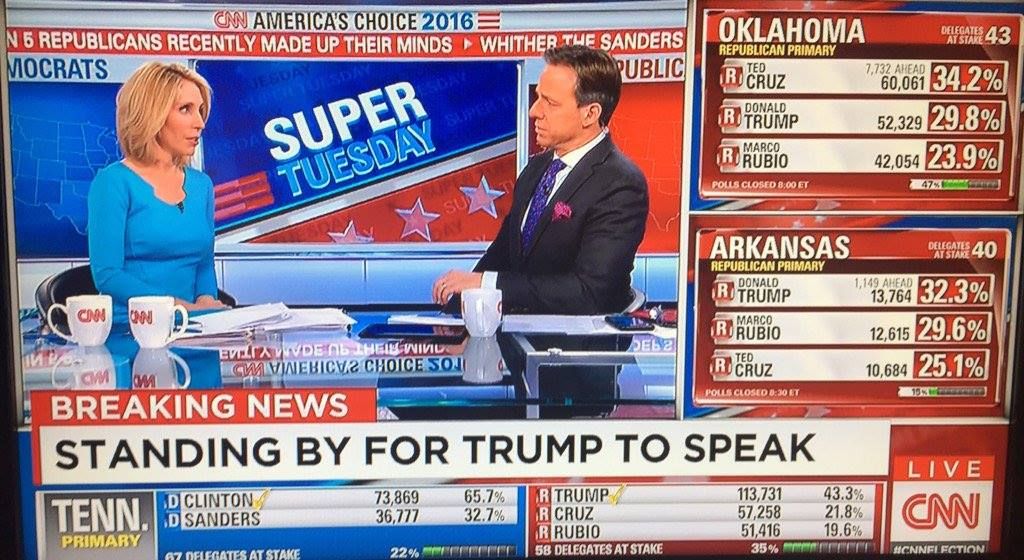 CNN AMERICA'S CHOICE 2016
N 5 REPUBLICANS RECENTLY MADE UP THEIR MINDS ▸ WHITHER THE SANDERS
MOCRATS
PUBLIC
SUPER
TUESDAY
CNN
CNN
CNN
BREAKING NEWS
STANDING BY FOR TRUMP TO SPEAK
OKLAHOMA
DELEGATES AT STAKE 43
REPUBLICAN PRIMARY
R TED CRUZ 7,732 AHEAD 60,061 34.2%
R DONALD TRUMP 52,329 29.8%
R MARCO RUBIO 42,054 23.9%
POLLS CLOSED 8:00 ET 47%
ARKANSAS
DELEGATES AT STAKE 40
REPUBLICAN PRIMARY
R DONALD TRUMP 1,149 AHEAD 13,764 32.3%
R MARCO RUBIO 12,615 29.6%
R TED CRUZ 10,684 25.1%
POLLS CLOSED 8:30 ET 15%
TENN.
PRIMARY
D CLINTON ✓ 73,869 65.7%
D SANDERS 36,777 32.7%
67 DELEGATES AT STAKE 22%
R TRUMP ✓ 113,731 43.3%
R CRUZ 57,258 21.8%
R RUBIO 51,416 19.6%
58 DELEGATES AT STAKE 35%
LIVE
CNN
#CNNELECTION